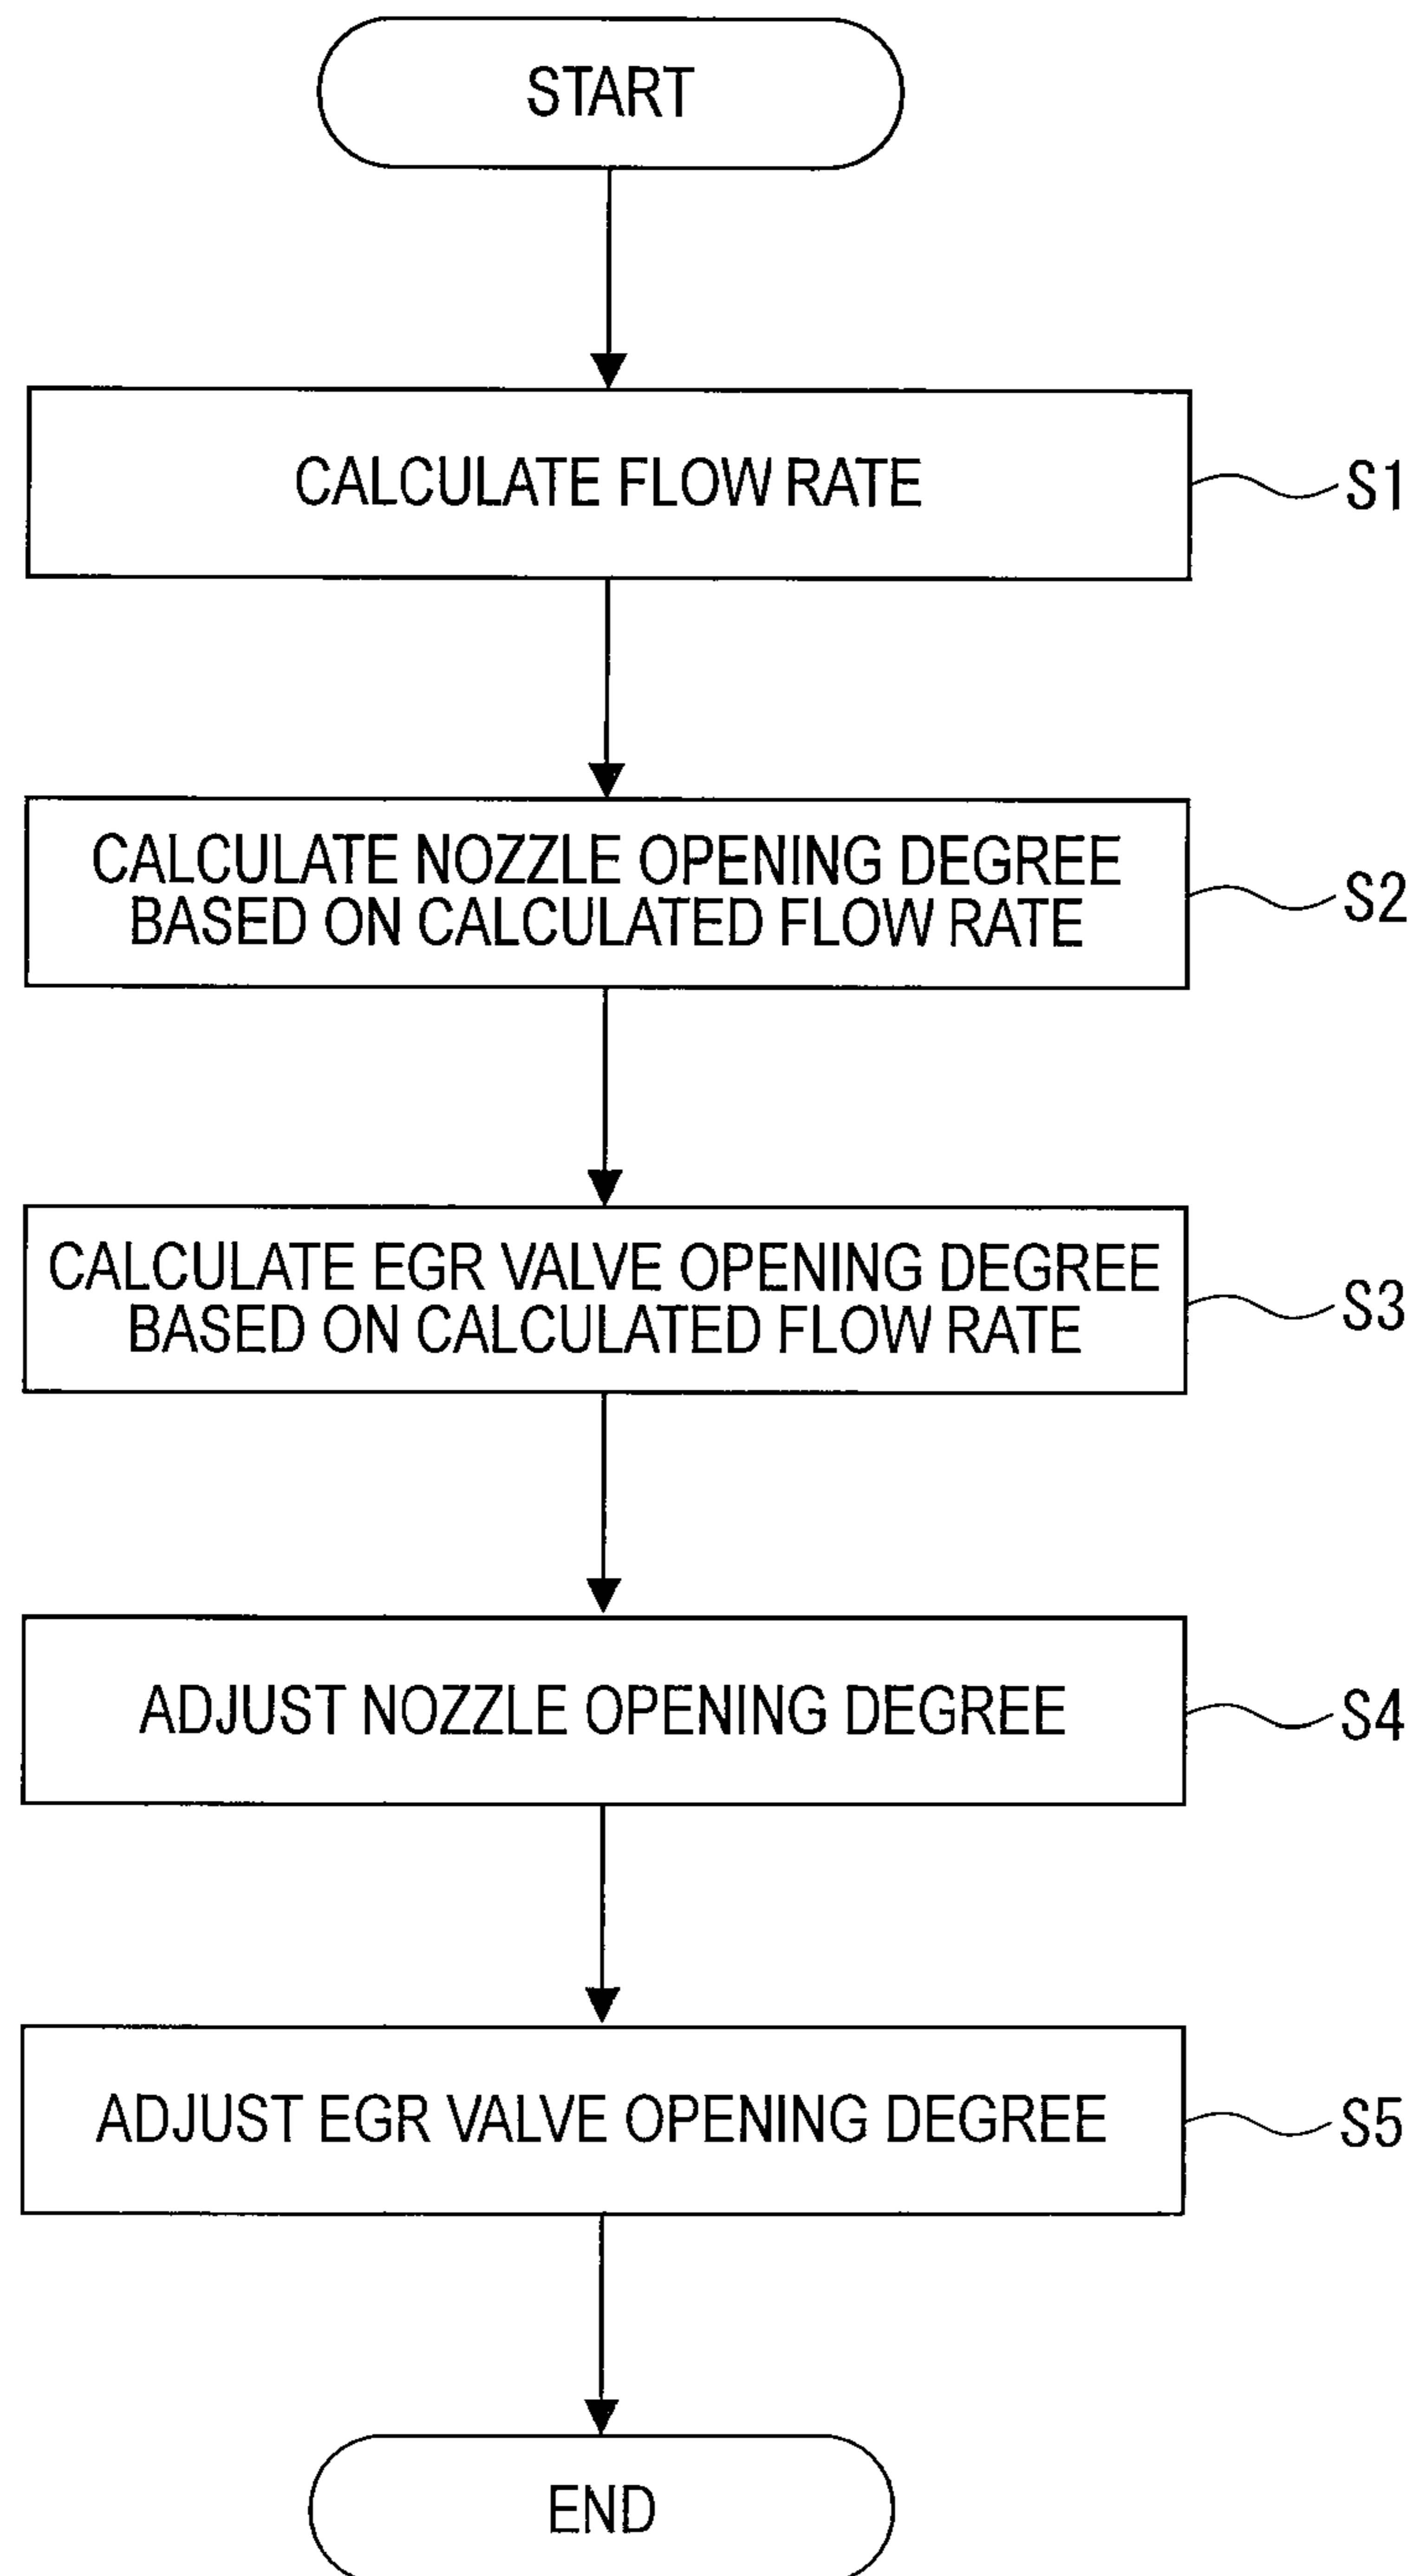 START
CALCULATE FLOW RATE
S1
CALCULATE NOZZLE OPENING DEGREE
BASED ON CALCULATED FLOW RATE
S2
CALCULATE EGR VALVE OPENING DEGREE
BASED ON CALCULATED FLOW RATE
S3
ADJUST NOZZLE OPENING DEGREE
S4
ADJUST EGR VALVE OPENING DEGREE
S5
END